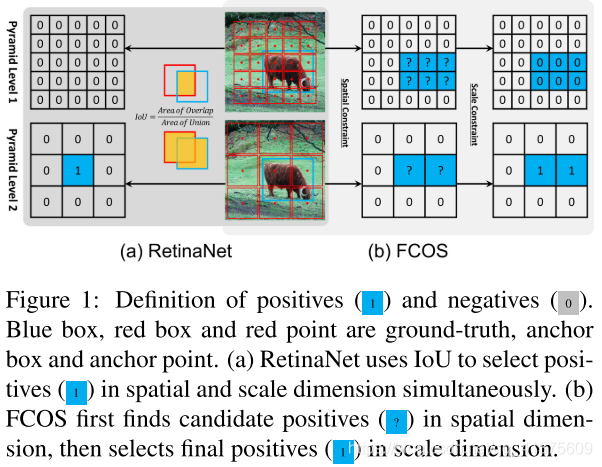 Pyramid Level 1
0 0 0 0 0
0 0 0 0 0
0 0 0 0 0
0 0 0 0 0
0 0 0 0 0
IoU = Area of Overlap
Area of Union
Spatial Constraint
0 0 0 0 0
0 0 0 0 0
0 0 ? ? ?
0 0 ? ? ?
0 0 0 0 0
Scale Constraint
0 0 0 0 0
0 0 0 0 0
0 0 0 0 0
0 0 0 0 0
0 0 0 0 0
Pyramid Level 2
0 0 0
0 1 0
0 0 0
0 0 0
0 ? ?
0 0 0
0 0 0
0 1 1
0 0 0
(a) RetinaNet
(b) FCOS
Figure 1: Definition of positives ( 1 ) and negatives ( 0 ).
Blue box, red box and red point are ground-truth, anchor
box and anchor point. (a) RetinaNet uses IoU to select posi-
tives ( 1 ) in spatial and scale dimension simultaneously. (b)
FCOS first finds candidate positives ( ? ) in spatial dimen-
sion, then selects final positives ( 1 ) in scale dimension.